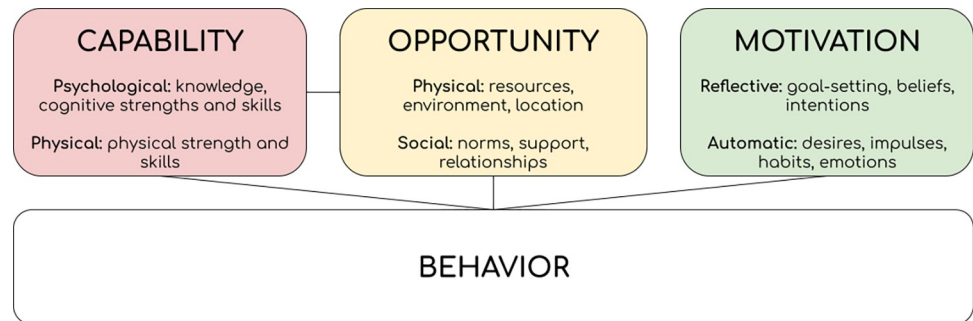 CAPABILITY
Psychological: knowledge,
cognitive strengths and skills
Physical: physical strength and
skills
OPPORTUNITY
Physical: resources,
environment, location
Social: norms, support,
relationships
MOTIVATION
Reflective: goal-setting, beliefs,
intentions
Automatic: desires, impulses,
habits, emotions
BEHAVIOR